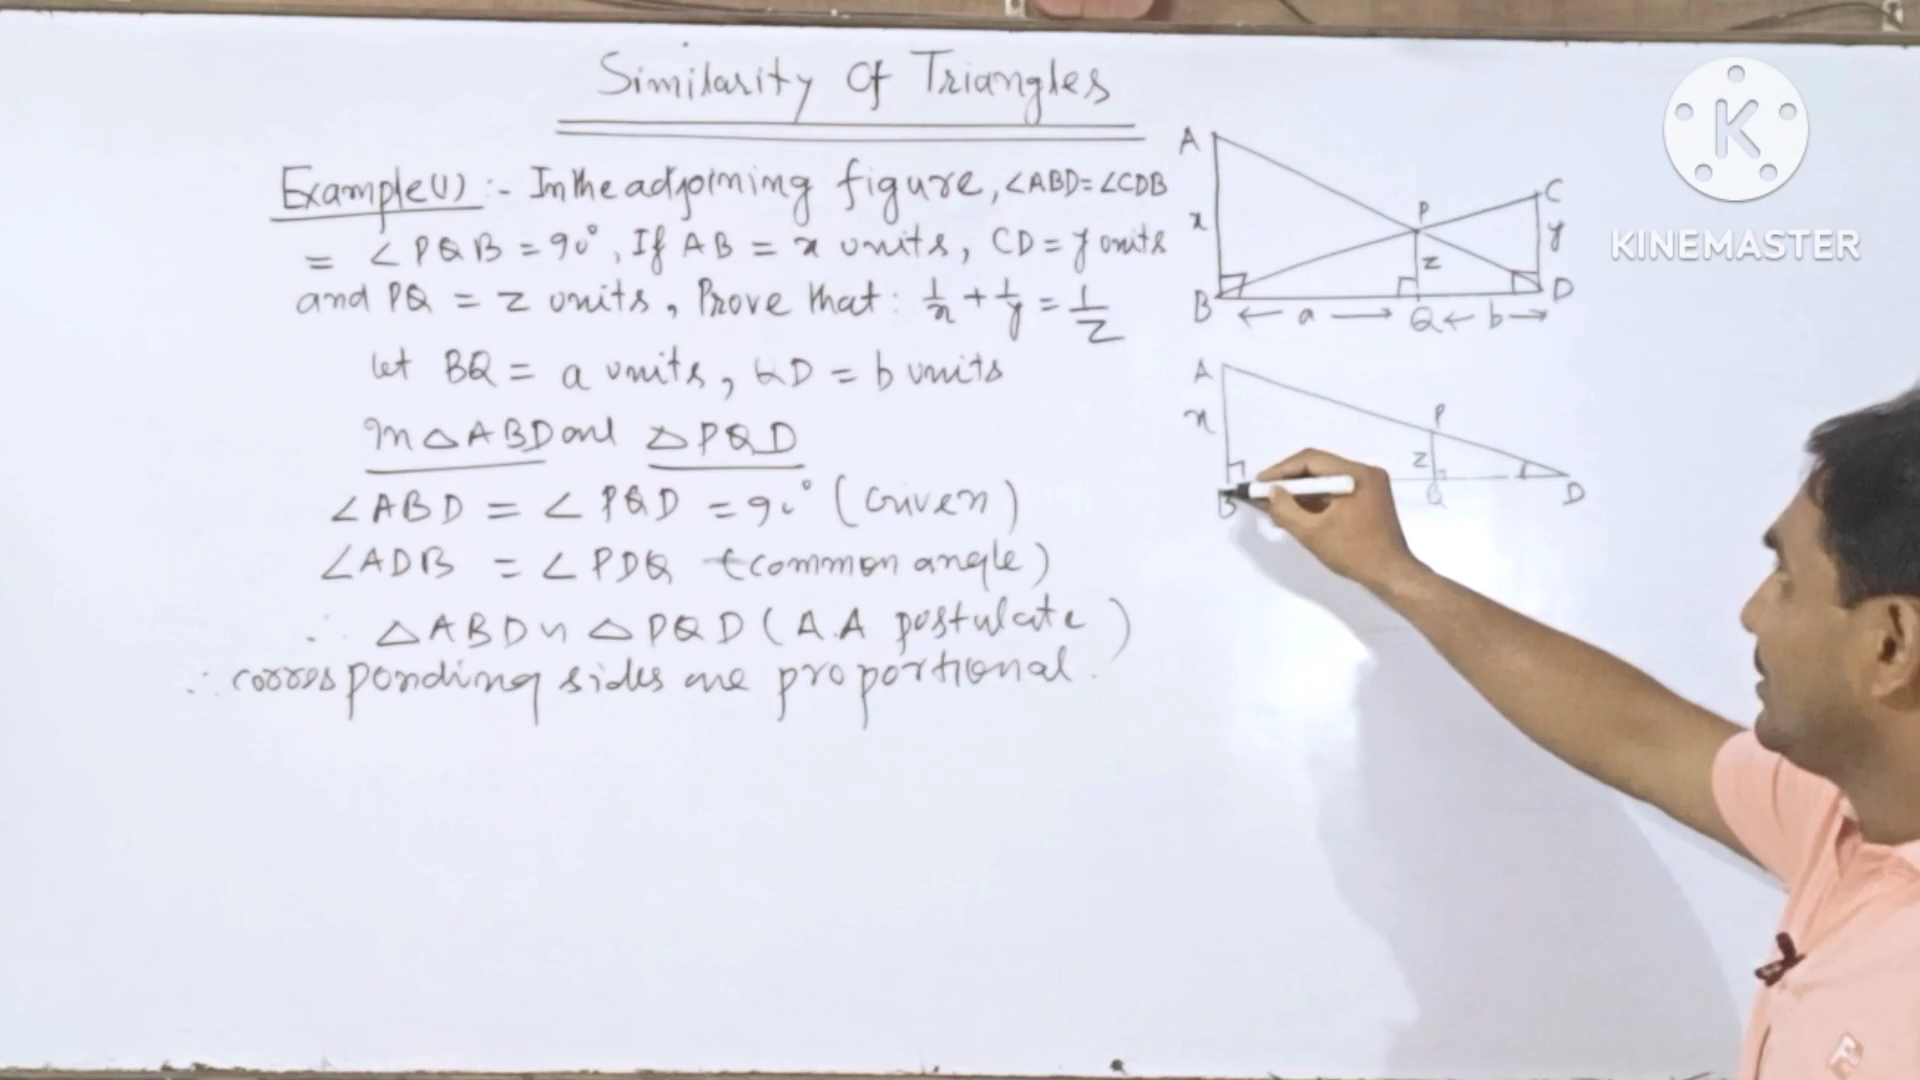 Similarity Of Triangles
Example(1) :- In the adjoining figure, ∠ABD=∠CDB
= ∠PQB = 90°, If AB = x units, CD = y units
and PQ = z units, Prove that: 1/x + 1/y = 1/z
let BQ = a units, QD = b units
In △ABD and △PQD
∠ABD = ∠PQD = 90° (Given)
∠ADB = ∠PDQ (common angle)
∴ △ABD ~ △PQD (A.A postulate)
∴ corresponding sides are proportional.
A
C
P
x
y
z
B
D
← a →
Q
← b →
A
x
P
z
B
Q
D
K
KINEMASTER